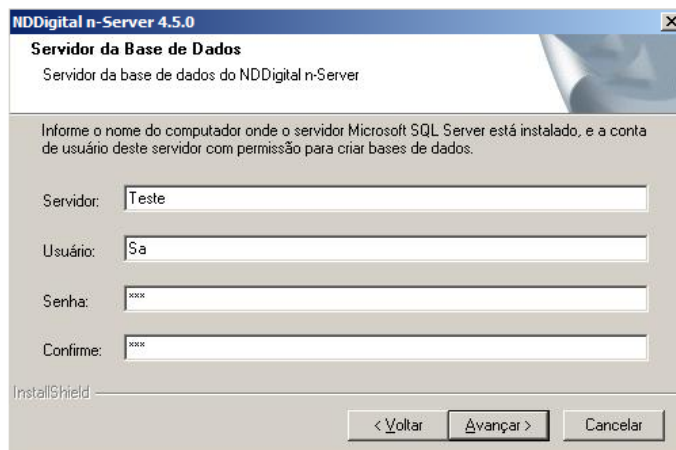 NDDigital n-Server 4.5.0
Servidor da Base de Dados
Servidor da base de dados do NDDigital n-Server
Informe o nome do computador onde o servidor Microsoft SQL Server está instalado, e a conta
de usuário deste servidor com permissão para criar bases de dados.
Servidor: Teste
Usuário: Sa
Senha: ***
Confirme: ***
InstallShield
< Voltar Avançar > Cancelar